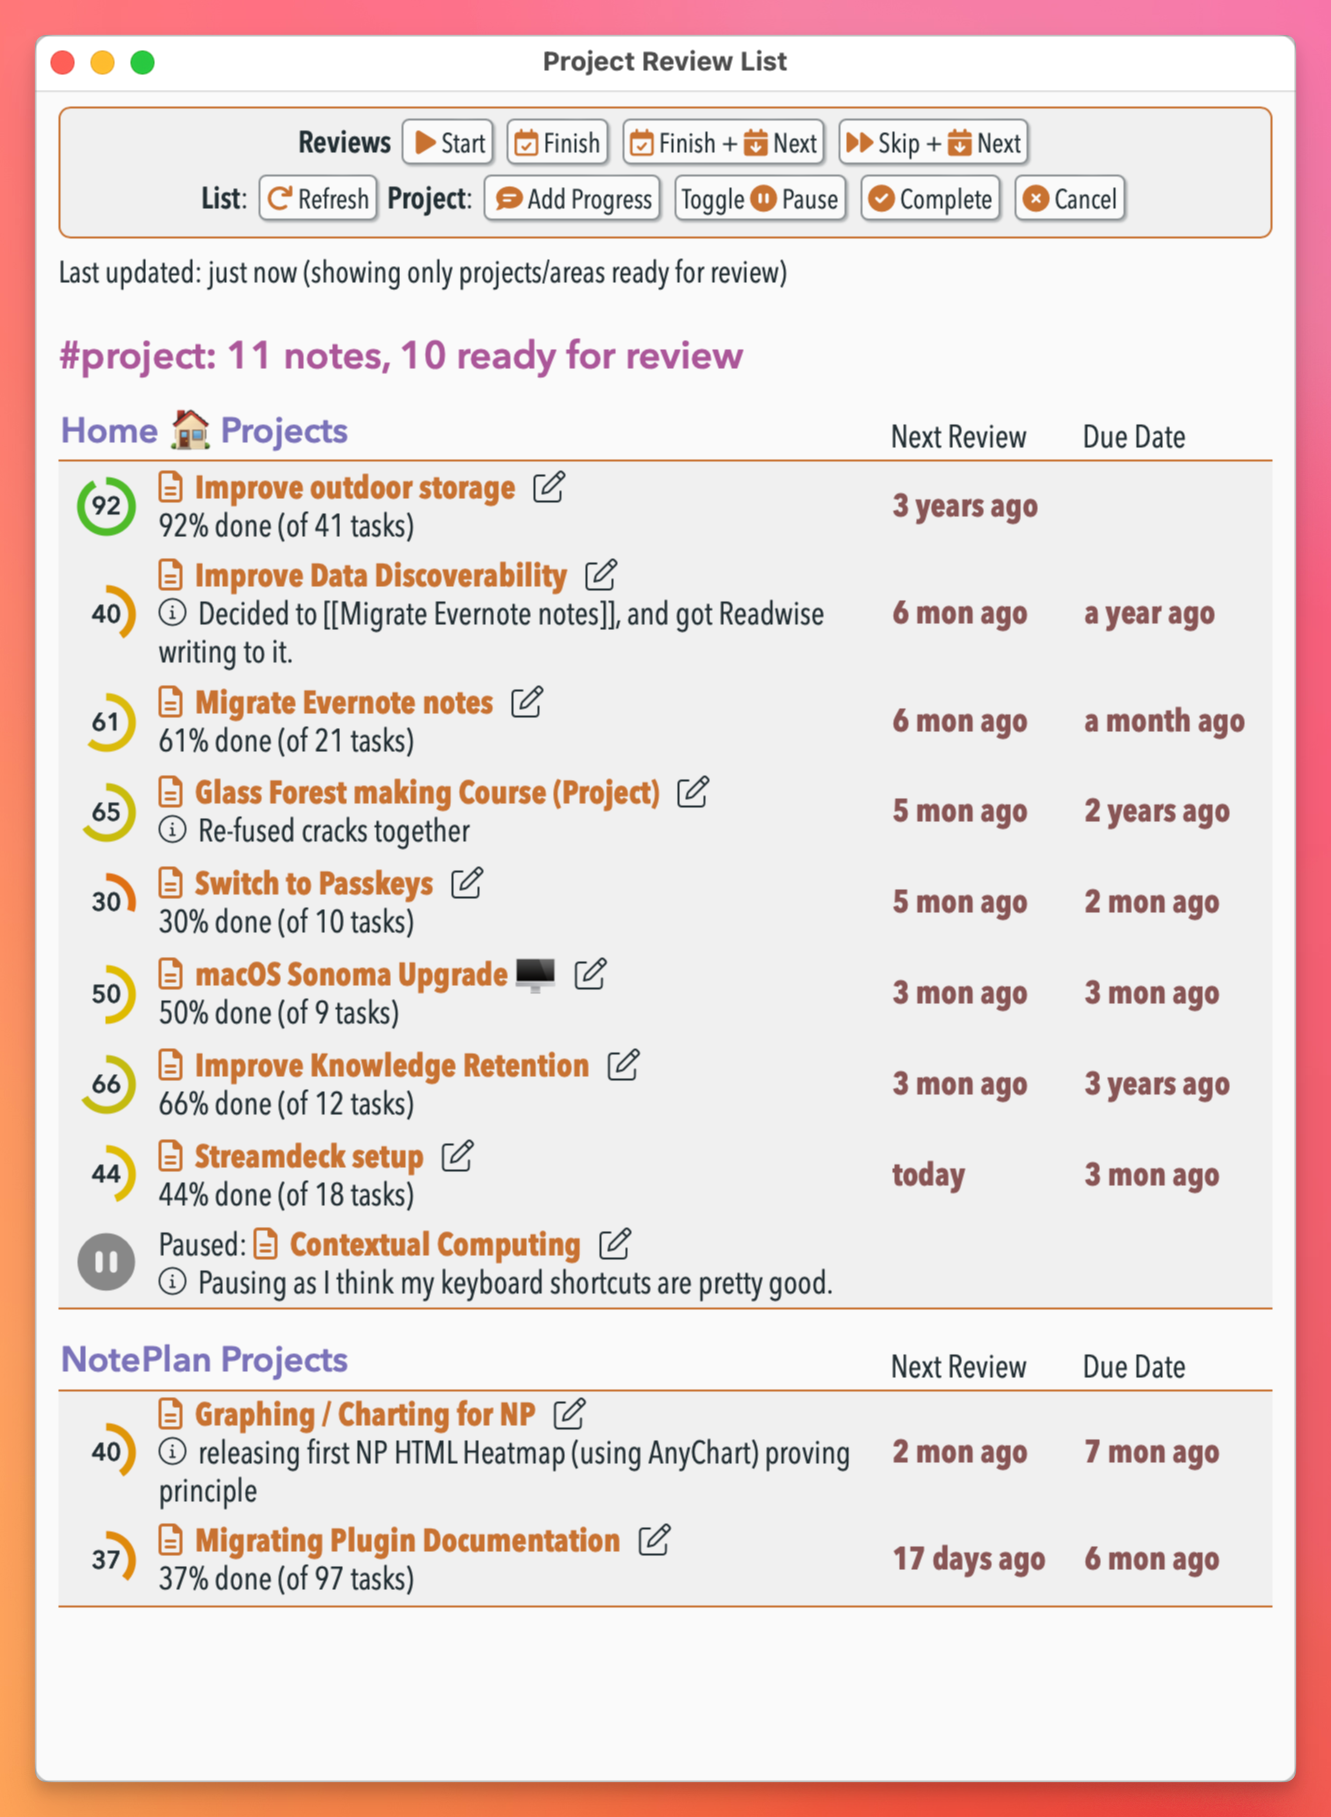 Project Review List
Reviews Start Finish Finish + Next Skip + Next
List: Refresh Project: Add Progress Toggle Pause Complete Cancel
Last updated: just now (showing only projects/areas ready for review)
#project: 11 notes, 10 ready for review
Home 🏠 Projects Next Review Due Date
92 Improve outdoor storage 3 years ago
92% done (of 41 tasks)
Improve Data Discoverability
40 Decided to [[Migrate Evernote notes]], and got Readwise 6 mon ago a year ago
writing to it.
61 Migrate Evernote notes 6 mon ago a month ago
61% done (of 21 tasks)
65 Glass Forest making Course (Project) 5 mon ago 2 years ago
Re-fused cracks together
30 Switch to Passkeys 5 mon ago 2 mon ago
30% done (of 10 tasks)
50 macOS Sonoma Upgrade 🖥️ 3 mon ago 3 mon ago
50% done (of 9 tasks)
66 Improve Knowledge Retention 3 mon ago 3 years ago
66% done (of 12 tasks)
44 Streamdeck setup today 3 mon ago
44% done (of 18 tasks)
Paused: Contextual Computing
Pausing as I think my keyboard shortcuts are pretty good.
NotePlan Projects Next Review Due Date
Graphing / Charting for NP
40 releasing first NP HTML Heatmap (using AnyChart) proving 2 mon ago 7 mon ago
principle
37 Migrating Plugin Documentation 17 days ago 6 mon ago
37% done (of 97 tasks)